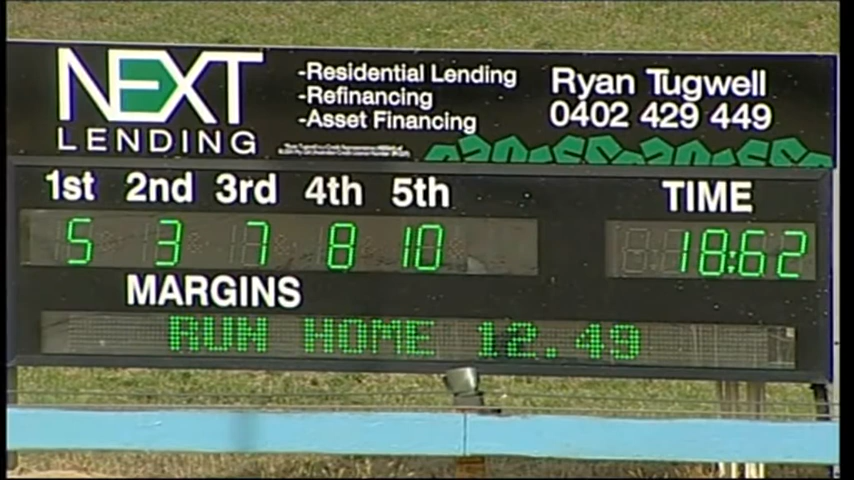 NEXT
LENDING
-Residential Lending
-Refinancing
-Asset Financing
Ryan Tugwell
0402 429 449
1st 2nd 3rd 4th 5th TIME
5 3 7 8 10 18:62
MARGINS
RUN HOME 12.49